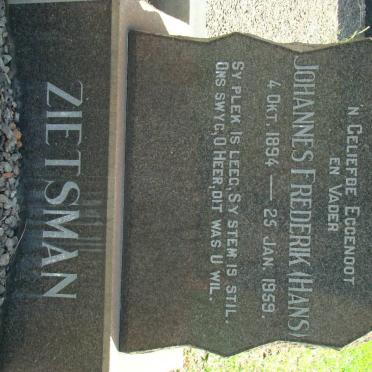 'N GELIEFDE EGGENOOT
EN VADER
JOHANNES FREDERIK (HANS)
4 OKT. 1894 — 25 JAN. 1959.
SY PLEK IS LEEG, SY STEM IS STIL.
ONS SWYG, O HEER, DIT WAS U WIL.
ZIETSMAN